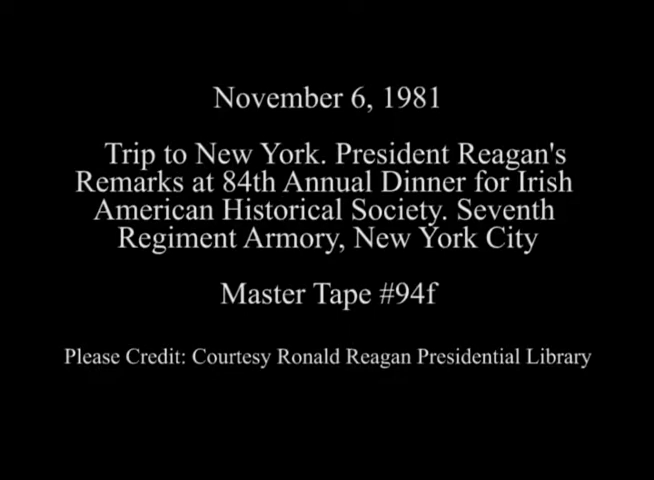 November 6, 1981
Trip to New York. President Reagan's
Remarks at 84th Annual Dinner for Irish
American Historical Society. Seventh
Regiment Armory, New York City
Master Tape #94f
Please Credit: Courtesy Ronald Reagan Presidential Library